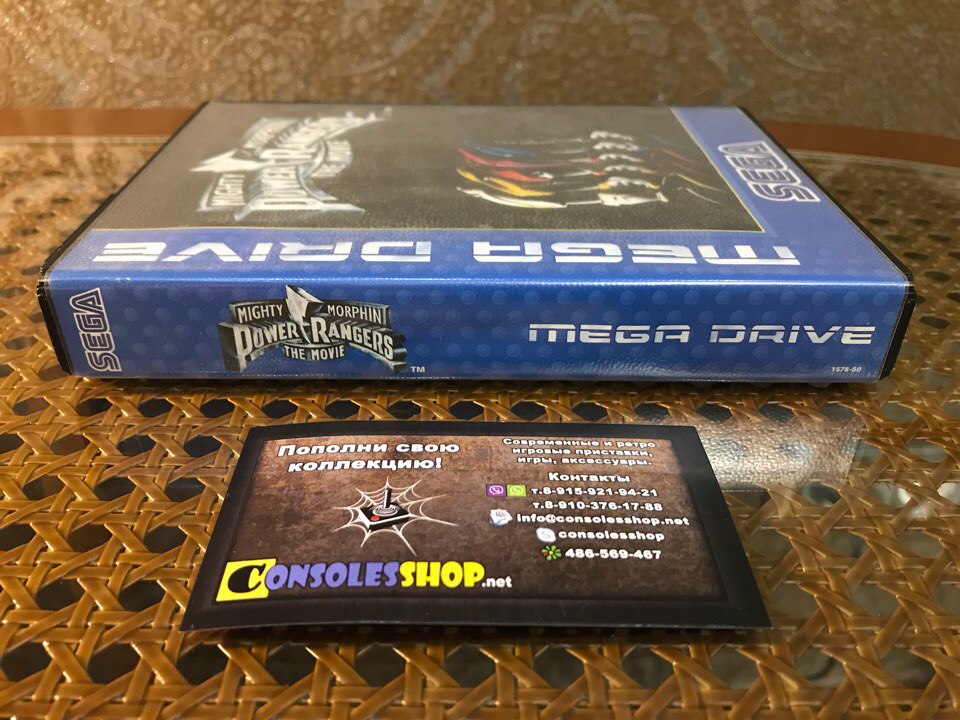 MIGHTY MORPHIN
POWER RANGERS
THE MOVIE
SEGA
MEGA DRIVE
SEGA
MIGHTY MORPHIN
POWER RANGERS
THE MOVIE
TM
MEGA DRIVE
1578-50
Пополни свою
коллекцию!
CONSOLESSHOP.net
Современные и ретро
игровые приставки,
игры, аксессуары.
Контакты
т.8-915-921-94-21
т.8-910-376-17-88
info@consolesshop.net
consolesshop
486-569-467